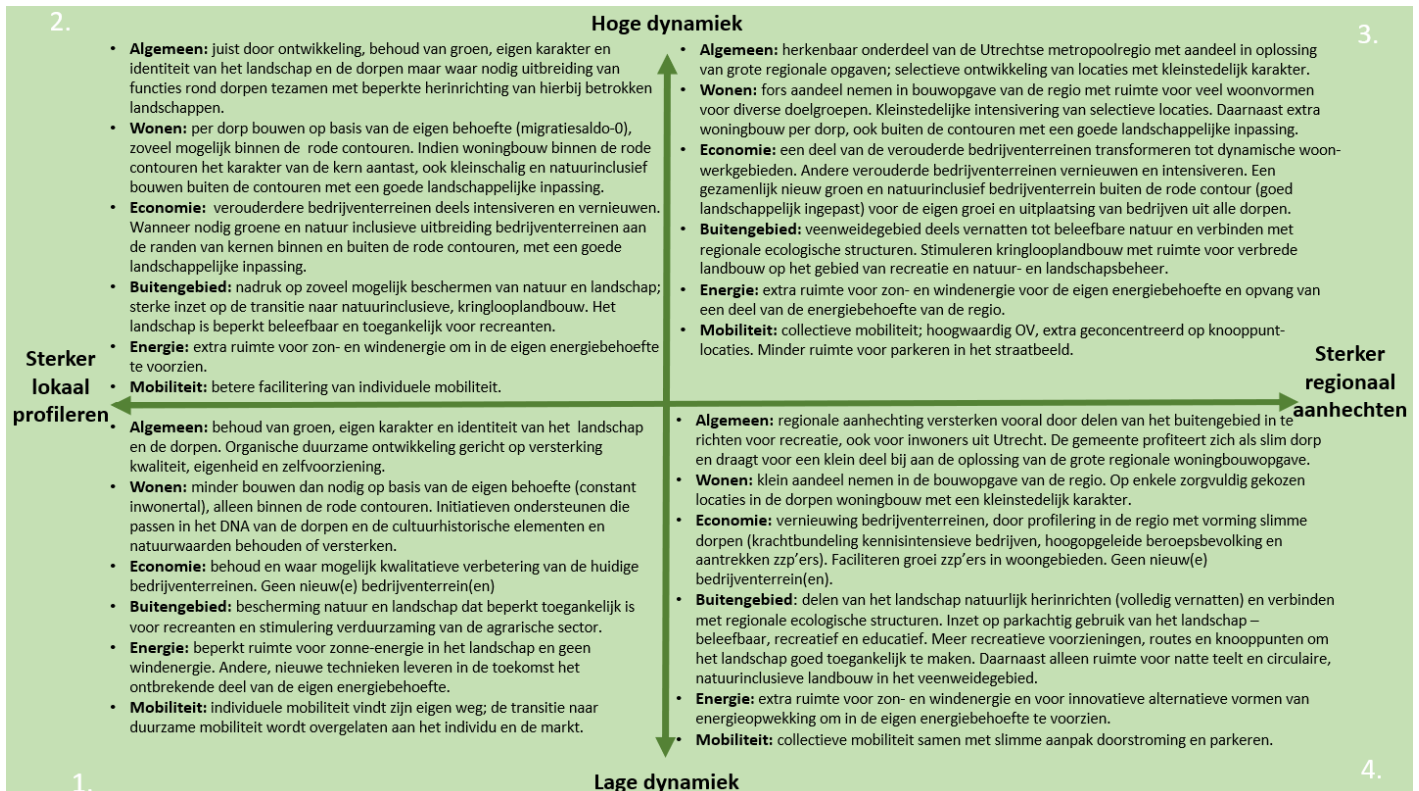 2.
Hoge dynamiek
3.
• Algemeen: juist door ontwikkeling, behoud van groen, eigen karakter en
identiteit van het landschap en de dorpen maar waar nodig uitbreiding van
functies rond dorpen tezamen met beperkte herinrichting van hierbij betrokken
landschappen.
• Wonen: per dorp bouwen op basis van de eigen behoefte (migratiesaldo-0),
zoveel mogelijk binnen de rode contouren. Indien woningbouw binnen de rode
contouren het karakter van de kern aantast, ook kleinschalig en natuurinclusief
bouwen buiten de contouren met een goede landschappelijke inpassing.
• Economie: verouderdere bedrijventerreinen deels intensiveren en vernieuwen.
Wanneer nodig groene en natuur inclusieve uitbreiding bedrijventerreinen aan
de randen van kernen binnen en buiten de rode contouren, met een goede
landschappelijke inpassing.
• Buitengebied: nadruk op zoveel mogelijk beschermen van natuur en landschap;
sterke inzet op de transitie naar natuurinclusieve, kringlooplandbouw. Het
landschap is beperkt beleefbaar en toegankelijk voor recreanten.
• Energie: extra ruimte voor zon- en windenergie om in de eigen energiebehoefte
te voorzien.
• Mobiliteit: betere facilitering van individuele mobiliteit.
• Algemeen: herkenbaar onderdeel van de Utrechtse metropoolregio met aandeel in oplossing
van grote regionale opgaven; selectieve ontwikkeling van locaties met kleinstedelijk karakter.
• Wonen: fors aandeel nemen in bouwopgave van de regio met ruimte voor veel woonvormen
voor diverse doelgroepen. Kleinstedelijke intensivering van selectieve locaties. Daarnaast extra
woningbouw per dorp, ook buiten de contouren met een goede landschappelijke inpassing.
• Economie: een deel van de verouderde bedrijventerreinen transformeren tot dynamische woon-
werkgebieden. Andere verouderde bedrijventerreinen vernieuwen en intensiveren. Een
gezamenlijk nieuw groen en natuurinclusief bedrijventerrein buiten de rode contour (goed
landschappelijk ingepast) voor de eigen groei en uitplaatsing van bedrijven uit alle dorpen.
• Buitengebied: veenweidegebied deels vernatten tot beleefbare natuur en verbinden met
regionale ecologische structuren. Stimuleren kringlooplandbouw met ruimte voor verbrede
landbouw op het gebied van recreatie en natuur- en landschapsbeheer.
• Energie: extra ruimte voor zon- en windenergie voor de eigen energiebehoefte en opvang van
een deel van de energiebehoefte van de regio.
• Mobiliteit: collectieve mobiliteit; hoogwaardig OV, extra geconcentreerd op knooppunt-
locaties. Minder ruimte voor parkeren in het straatbeeld.
Sterker
lokaal
profileren
Sterker
regionaal
aanhechten
• Algemeen: behoud van groen, eigen karakter en identiteit van het landschap
en de dorpen. Organische duurzame ontwikkeling gericht op versterking
kwaliteit, eigenheid en zelfvoorziening.
• Wonen: minder bouwen dan nodig op basis van de eigen behoefte (constant
inwonertal), alleen binnen de rode contouren. Initiatieven ondersteunen die
passen in het DNA van de dorpen en de cultuurhistorische elementen en
natuurwaarden behouden of versterken.
• Economie: behoud en waar mogelijk kwalitatieve verbetering van de huidige
bedrijventerreinen. Geen nieuw(e) bedrijventerrein(en)
• Buitengebied: bescherming natuur en landschap dat beperkt toegankelijk is
voor recreanten en stimulering verduurzaming van de agrarische sector.
• Energie: beperkt ruimte voor zonne-energie in het landschap en geen
windenergie. Andere, nieuwe technieken leveren in de toekomst het
ontbrekende deel van de eigen energiebehoefte.
• Mobiliteit: individuele mobiliteit vindt zijn eigen weg; de transitie naar
duurzame mobiliteit wordt overgelaten aan het individu en de markt.
• Algemeen: regionale aanhechting versterken vooral door delen van het buitengebied in te
richten voor recreatie, ook voor inwoners uit Utrecht. De gemeente profiteert zich als slim dorp
en draagt voor een klein deel bij aan de oplossing van de grote regionale woningbouwopgave.
• Wonen: klein aandeel nemen in de bouwopgave van de regio. Op enkele zorgvuldig gekozen
locaties in de dorpen woningbouw met een kleinstedelijk karakter.
• Economie: vernieuwing bedrijventerreinen, door profilering in de regio met vorming slimme
dorpen (krachtbundeling kennisintensieve bedrijven, hoogopgeleide beroepsbevolking en
aantrekken zzp’ers). Faciliteren groei zzp’ers in woongebieden. Geen nieuw(e)
bedrijventerrein(en).
• Buitengebied: delen van het landschap natuurlijk herinrichten (volledig vernatten) en verbinden
met regionale ecologische structuren. Inzet op parkachtig gebruik van het landschap –
beleefbaar, recreatief en educatief. Meer recreatieve voorzieningen, routes en knooppunten om
het landschap goed toegankelijk te maken. Daarnaast alleen ruimte voor natte teelt en circulaire,
natuurinclusieve landbouw in het veenweidegebied.
• Energie: extra ruimte voor zon- en windenergie en voor innovatieve alternatieve vormen van
energieopwekking om in de eigen energiebehoefte te voorzien.
• Mobiliteit: collectieve mobiliteit samen met slimme aanpak doorstroming en parkeren.
1.
Lage dynamiek
4.